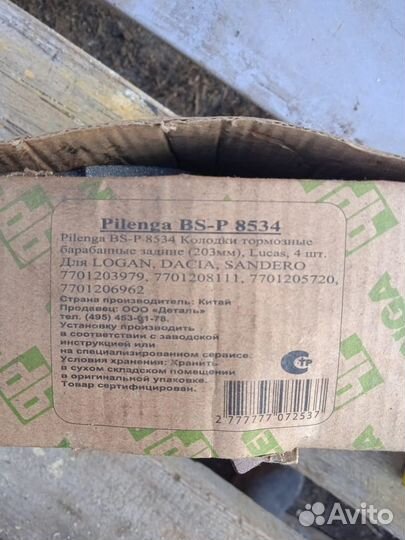 Pilenga BS-P 8534
Pilenga BS-P 8534 Колодки тормозные
барабанные задние (203мм), Lucas, 4 шт.
Для LOGAN, DACIA, SANDERO
7701203979, 7701208111, 7701205720,
7701206962
Страна производитель: Китай
Продавец: ООО «Деталь»
тел. (495) 453-61-78.
Установку производить
в соответствии с заводской
инструкцией или
на специализированном сервисе.
Условия хранения: Хранить
в сухом складском помещении
в оригинальной упаковке.
Товар сертифицирован.
2 777777 072537
Avito